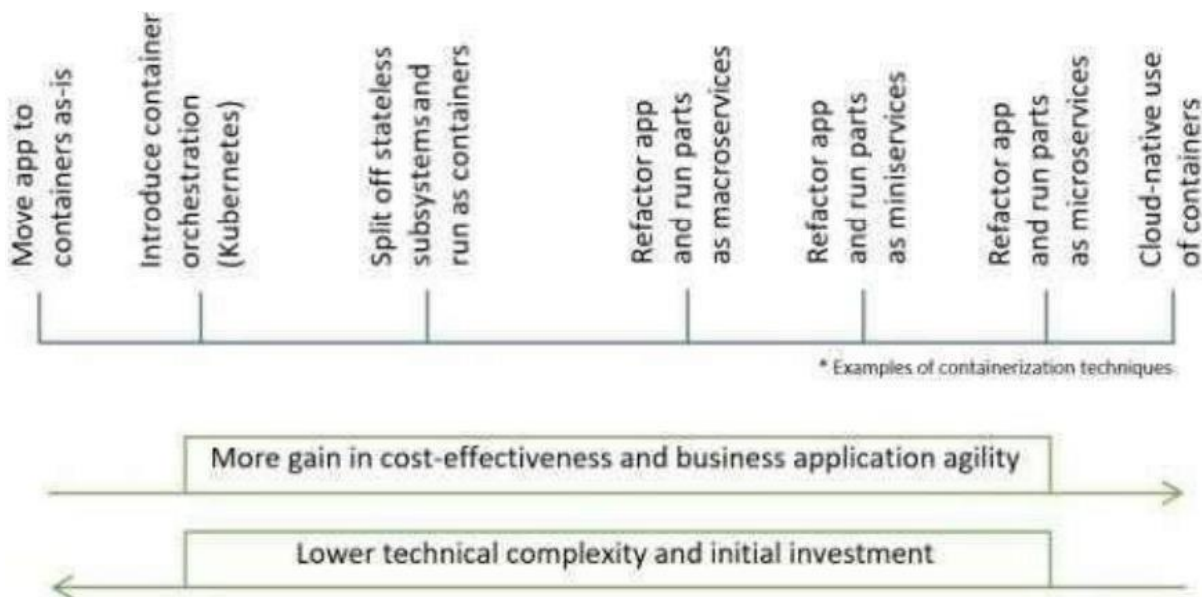 Move app to
containers as-is
Introduce container
orchestration
(Kubernetes)
Split off stateless
subsystems and
run as containers
Refactor app
and run parts
as macroservices
Refactor app
and run parts
as miniservices
Refactor app
and run parts
as microservices
Cloud-native use
of containers
* Examples of containerization techniques
More gain in cost-effectiveness and business application agility
Lower technical complexity and initial investment